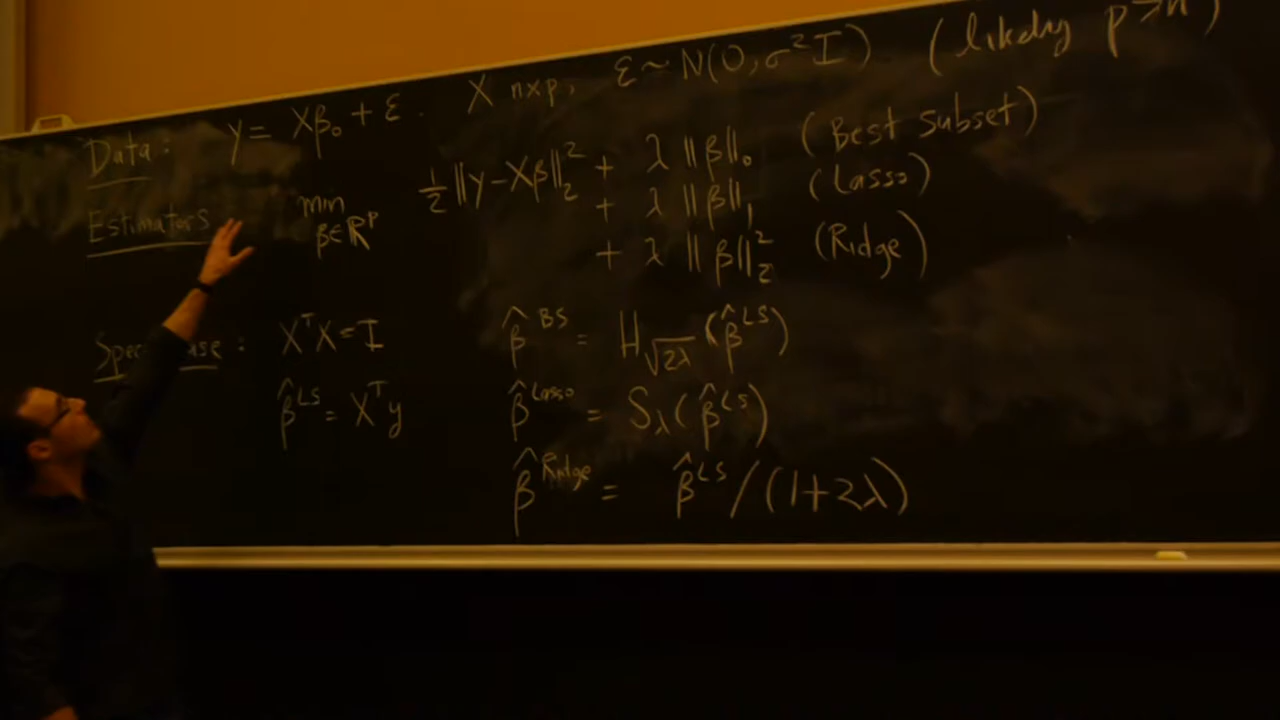 Data: y = Xβ₀ + ε. X n×p, ε ~ N(0, σ²I) (likely p>n)
Estimators min β∈ℝᵖ ½‖y−Xβ‖₂² + λ‖β‖₀ (Best subset)
+ λ‖β‖₁ (Lasso)
+ λ‖β‖₂² (Ridge)
: XᵀX = I β̂^BS = H_√2λ(β̂^LS)
β̂^LS = Xᵀy β̂^Lasso = S_λ(β̂^LS)
β̂^Ridge = β̂^LS/(1+2λ)